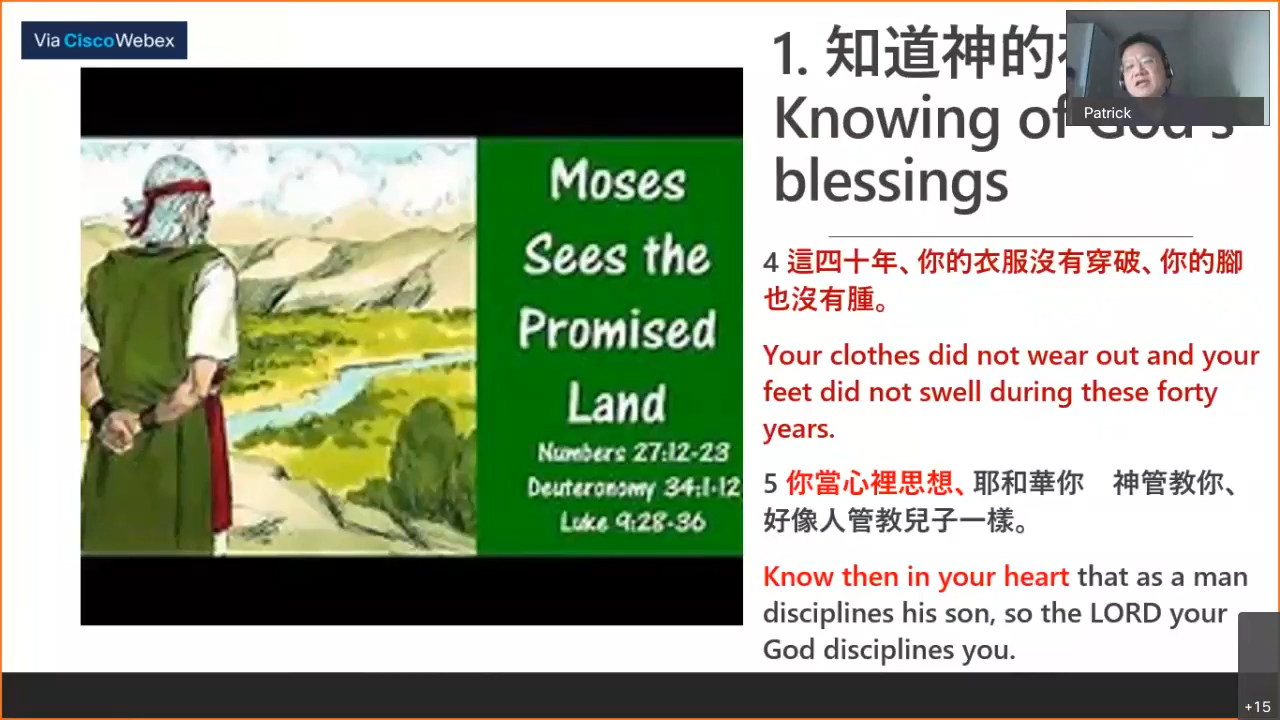 Via CiscoWebex
Moses
Sees the
Promised
Land
Numbers 27:12-23
Deuteronomy 34:1-12
Luke 9:28-36
1. 知道神的
Knowing of God's
blessings
Patrick
4 這四十年、你的衣服沒有穿破、你的腳
也沒有腫。
Your clothes did not wear out and your
feet did not swell during these forty
years.
5 你當心裡思想、耶和華你　神管教你、
好像人管教兒子一樣。
Know then in your heart that as a man
disciplines his son, so the LORD your
God disciplines you.
+15